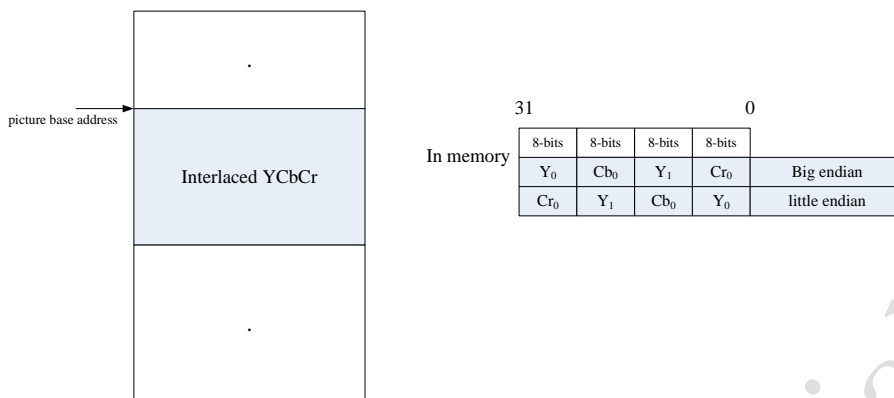 .
picture base address
Interlaced YCbCr
.
31 0
In memory
8-bits 8-bits 8-bits 8-bits
Y₀ Cb₀ Y₁ Cr₀ Big endian
Cr₀ Y₁ Cb₀ Y₀ little endian